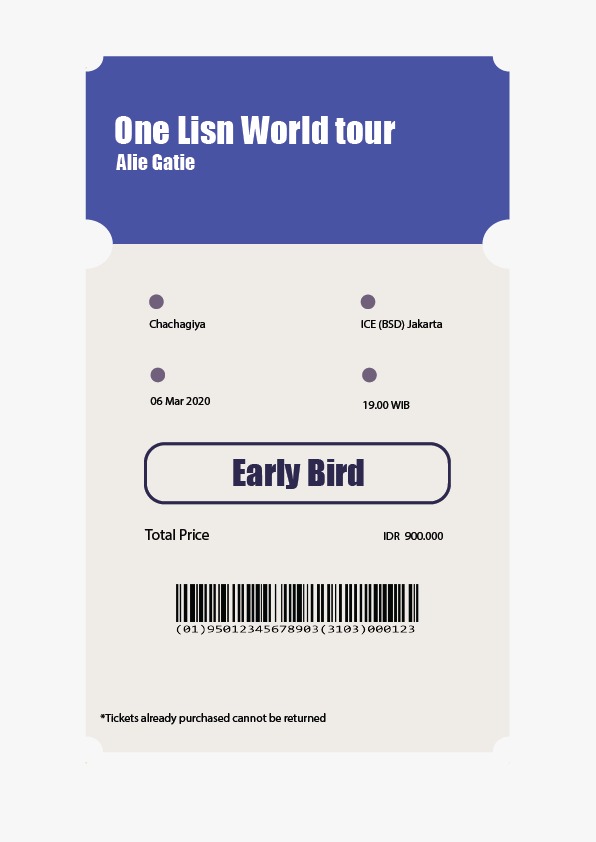 One Lisn World tour
Alie Gatie
Chachagiya
ICE (BSD) Jakarta
06 Mar 2020
19.00 WIB
Early Bird
Total Price
IDR 900.000
(01)95012345678903(3103)000123
*Tickets already purchased cannot be returned